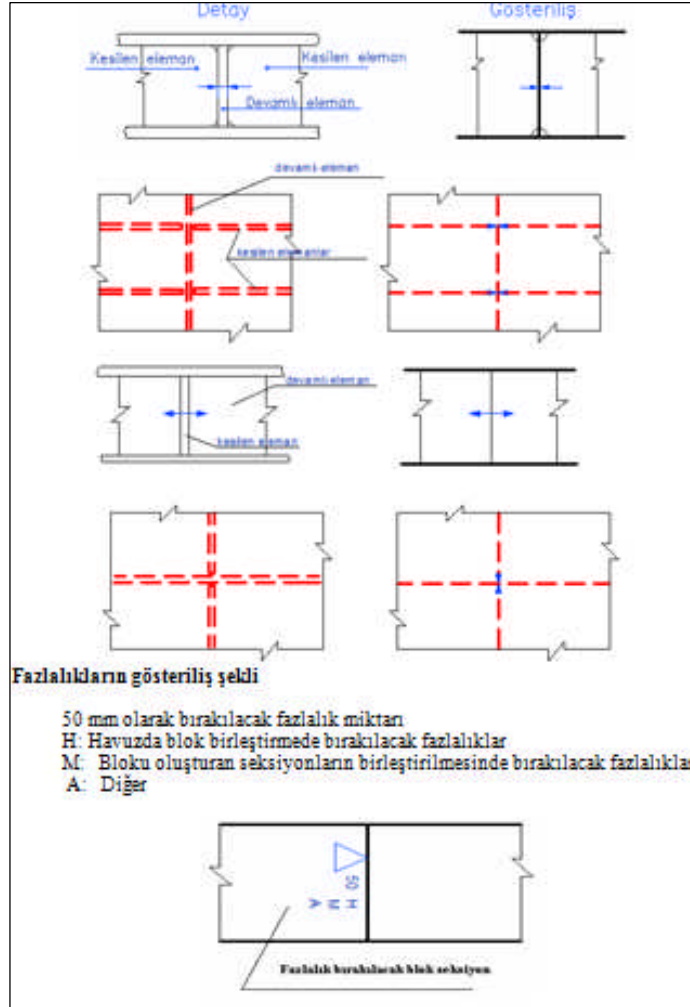 Detay
Gösteriliş
Kesilen eleman
Kesilen eleman
Devamlı eleman
devamlı eleman
kesilen elemanlar
devamlı eleman
kesilen eleman
Fazlalıkların gösteriliş şekli
50 mm olarak bırakılacak fazlalık miktarı
H: Havuzda blok birleştirmede bırakılacak fazlalıklar
M: Bloku oluşturan seksiyonların birleştirilmesinde bırakılacak fazlalıklar
A: Diğer
50
H
M
A
Fazlalık bırakılacak blok seksiyon